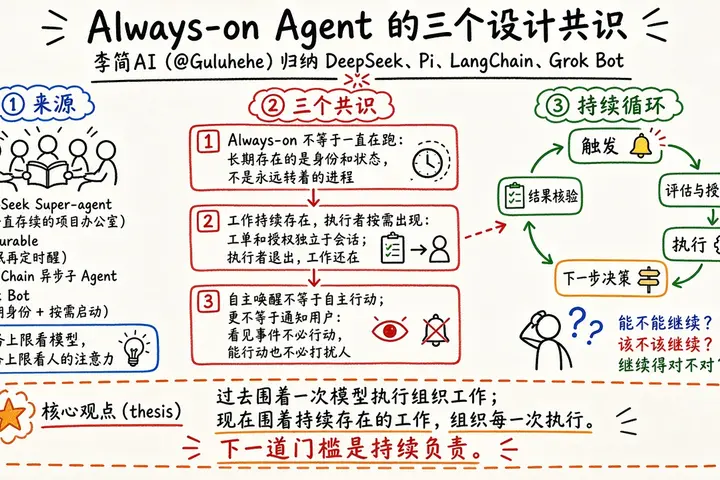 Always-on Agent 的三个设计共识
李简AI (@Guluhehe) 归纳 DeepSeek、Pi、LangChain、Grok Bot
① 来源
Seek Super-agent
直存续的项目办公室)
urable
再定时醒)
Chain 异步子 Agent
Bot
身份 + 按需启动)
上限看模型,
上限看人的注意力
② 三个共识
1 Always-on 不等于一直在跑:
长期存在的是身份和状态,
不是永远转着的进程
2 工作持续存在, 执行者按需出现:
工单和授权独立于会话;
执行者退出, 工作还在
3 自主唤醒不等于自主行动;
更不等于通知用户:
看见事件不必行动,
能行动也不必打扰人
③ 持续循环
触发
评估与授
执行
下一步决策
结果核验
??
能不能继续?
该不该继续?
继续得对不对?
核心观点 (thesis)
过去围着一次模型执行组织工作;
现在围着持续存在的工作, 组织每一次执行。
下一道门槛是持续负责。